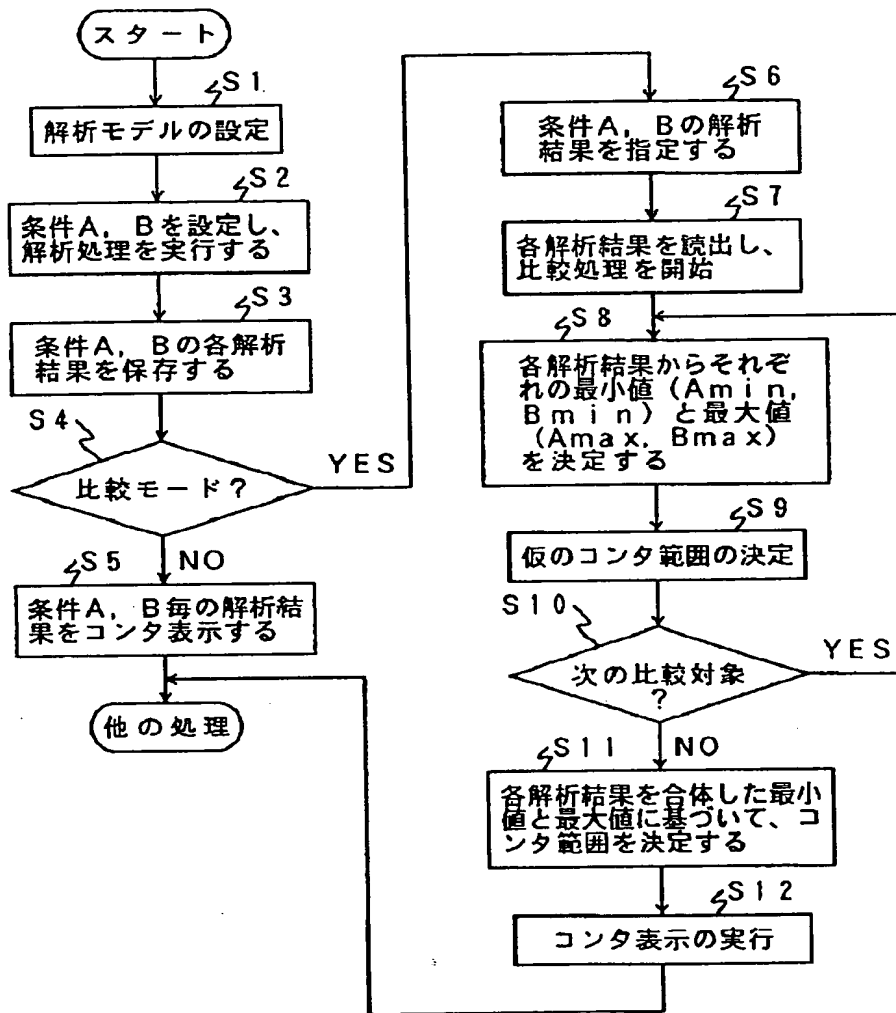 スタート
S1
解析モデルの設定
S2
条件A，Bを設定し、
解析処理を実行する
S3
条件A，Bの各解析
結果を保存する
S4
比較モード？
YES
NO
S5
条件A，B毎の解析結
果をコンタ表示する
他の処理
S6
条件A，Bの解析
結果を指定する
S7
各解析結果を読出し、
比較処理を開始
S8
各解析結果からそれぞ
れの最小値（Amin，
Bmin）と最大値
（Amax，Bmax）
を決定する
S9
仮のコンタ範囲の決定
S10
次の比較対象
？
YES
NO
S11
各解析結果を合体した最小
値と最大値に基づいて、コ
ンタ範囲を決定する
S12
コンタ表示の実行